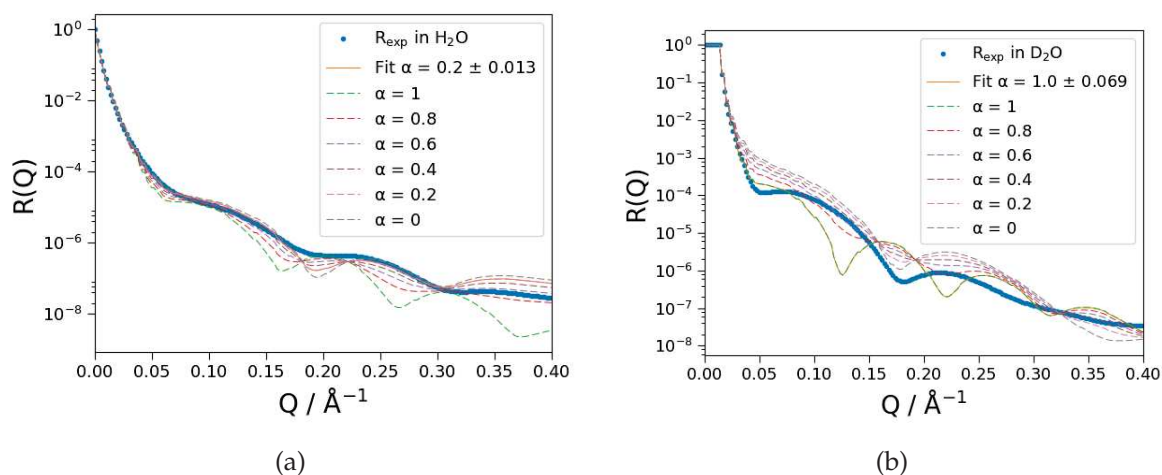 10⁰
10⁻²
10⁻⁴
10⁻⁶
10⁻⁸
R(Q)
R_exp in H₂O
Fit α = 0.2 ± 0.013
α = 1
α = 0.8
α = 0.6
α = 0.4
α = 0.2
α = 0
0.00 0.05 0.10 0.15 0.20 0.25 0.30 0.35 0.40
Q / Å⁻¹
(a)
10⁰
10⁻¹
10⁻²
10⁻³
10⁻⁴
10⁻⁵
10⁻⁶
10⁻⁷
10⁻⁸
R(Q)
R_exp in D₂O
Fit α = 1.0 ± 0.069
α = 1
α = 0.8
α = 0.6
α = 0.4
α = 0.2
α = 0
0.00 0.05 0.10 0.15 0.20 0.25 0.30 0.35 0.40
Q / Å⁻¹
(b)